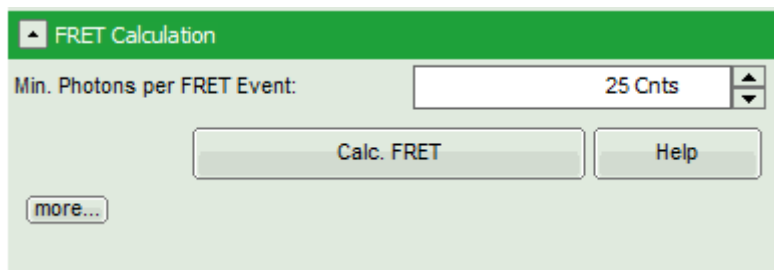 FRET Calculation
Min. Photons per FRET Event: 25 Cnts
Calc. FRET Help
more...